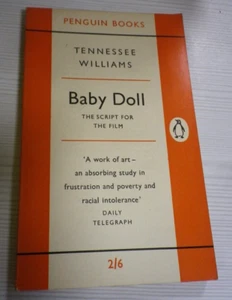 PENGUIN BOOKS
TENNESSEE
WILLIAMS
Baby Doll
THE SCRIPT FOR
THE FILM
'A work of art –
an absorbing study in
frustration and poverty and
racial intolerance'
DAILY
TELEGRAPH
2/6